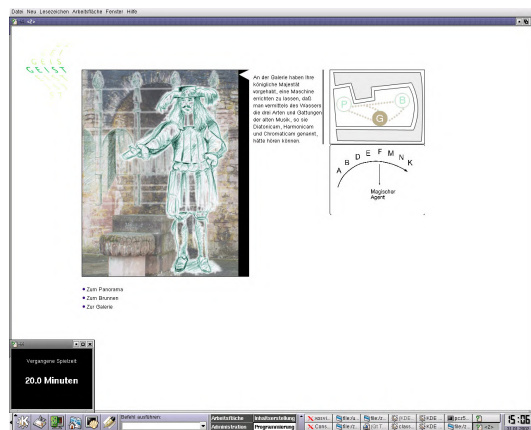 Datei Neu Lesezeichen Arbeitsfläche Fenster Hilfe
GEIST
An der Galerie haben Ihre
königliche Majestät
vorgehabt, eine Maschine
errichten zu lassen, daß
man vermittels des Wassers
die drei Arten und Gattungen
der alten Musik, so sie
Diatonicam, Harmonicam
und Chromaticam genannt,
hätte hören können.
P B
G
A B D E F M N K
Magischer
Agent
Zum Panorama
Zum Brunnen
Zur Galerie
Vergangene Spielzeit
20.0 Minuten
Befehl ausführen:
Arbeitsfläche Inhaltserstellung
Administration Programmierung
15:06